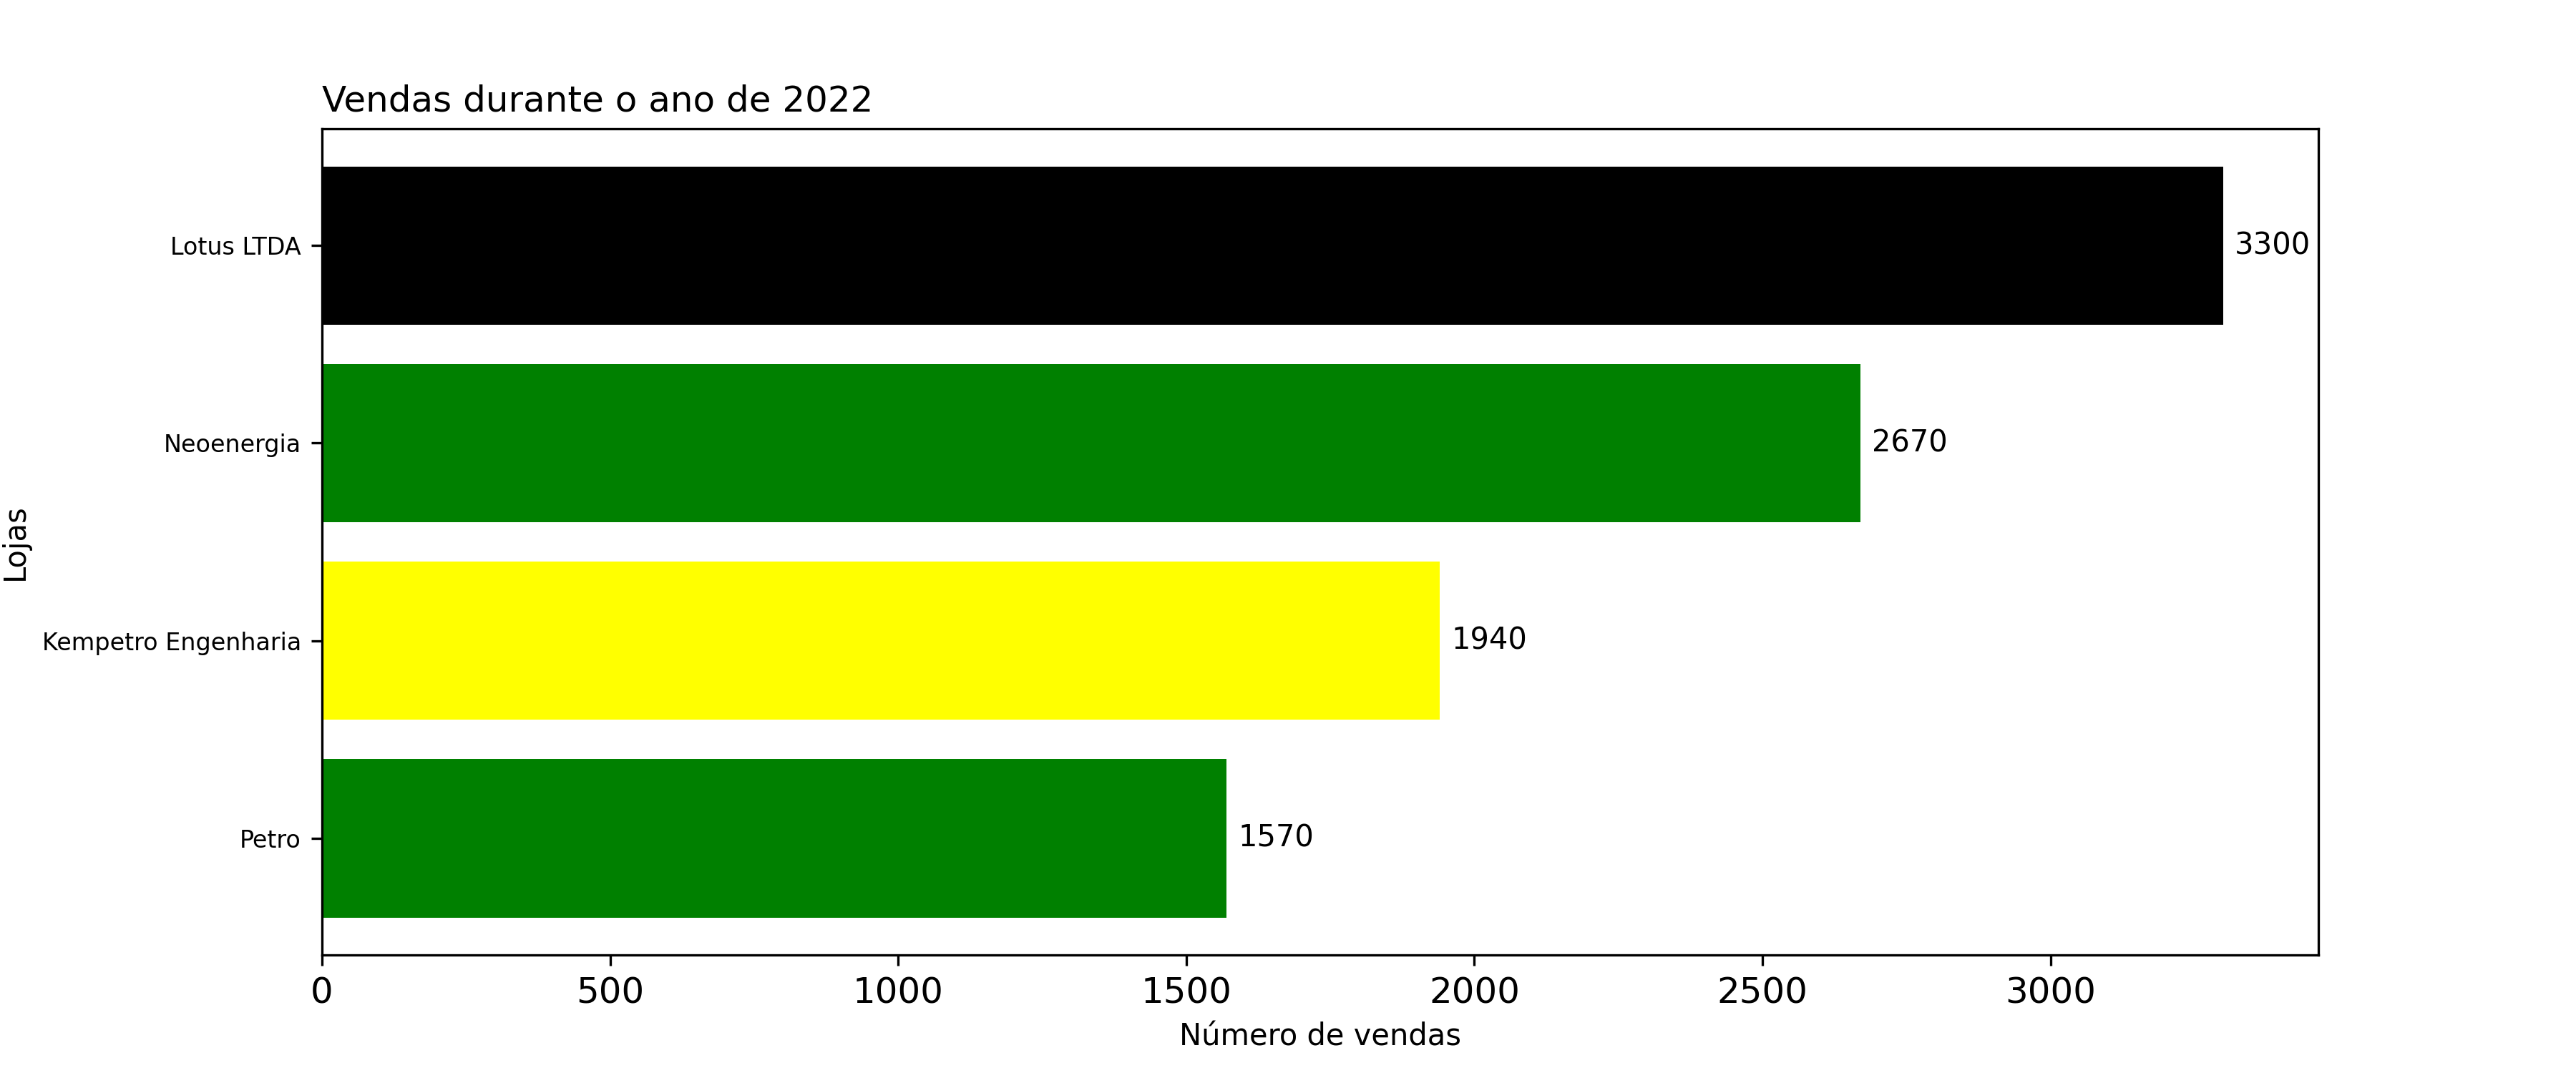 Vendas durante o ano de 2022
Lotus LTDA
3300
Neoenergia
2670
Lojas
Kempetro Engenharia
1940
Petro
1570
0 500 1000 1500 2000 2500 3000
Número de vendas